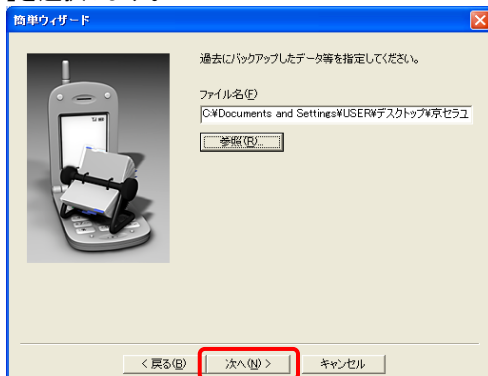 簡単ウィザード
過去にバックアップしたデータ等を指定してください。
ファイル名(F)
C:¥Documents and Settings¥USER¥デスクトップ¥京セラユ
参照(R)...
< 戻る(B)
次へ(N) >
キャンセル